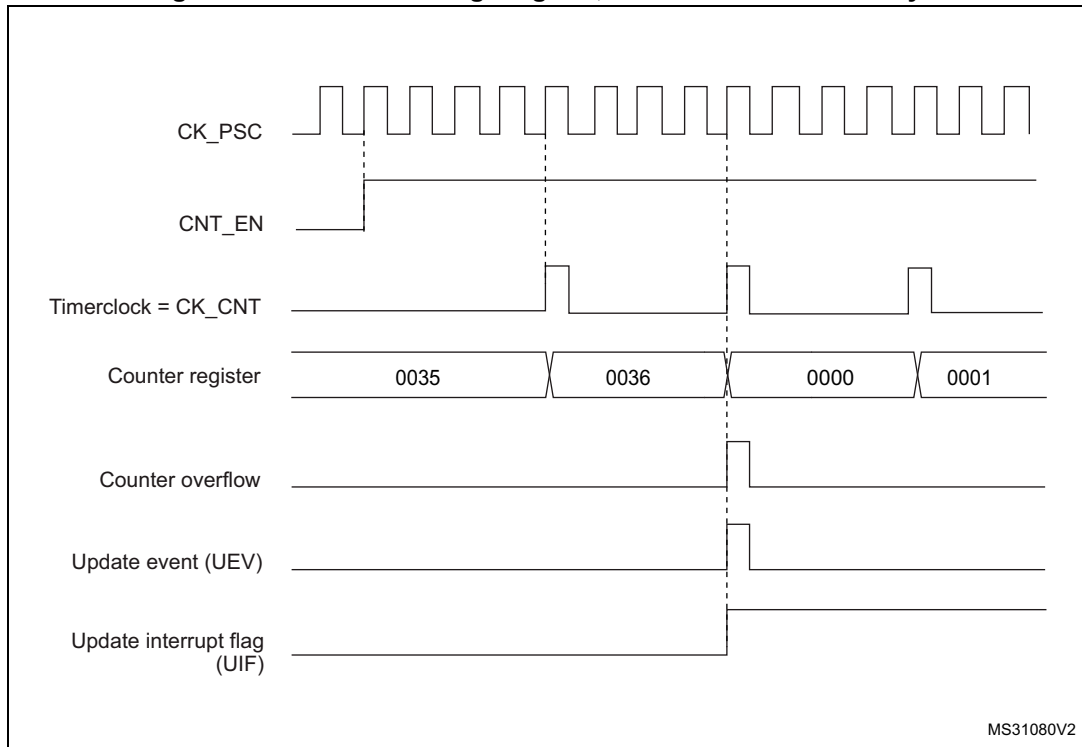 CK_PSC
CNT_EN
Timerclock = CK_CNT
Counter register 0035 0036 0000 0001
Counter overflow
Update event (UEV)
Update interrupt flag
(UIF)
MS31080V2